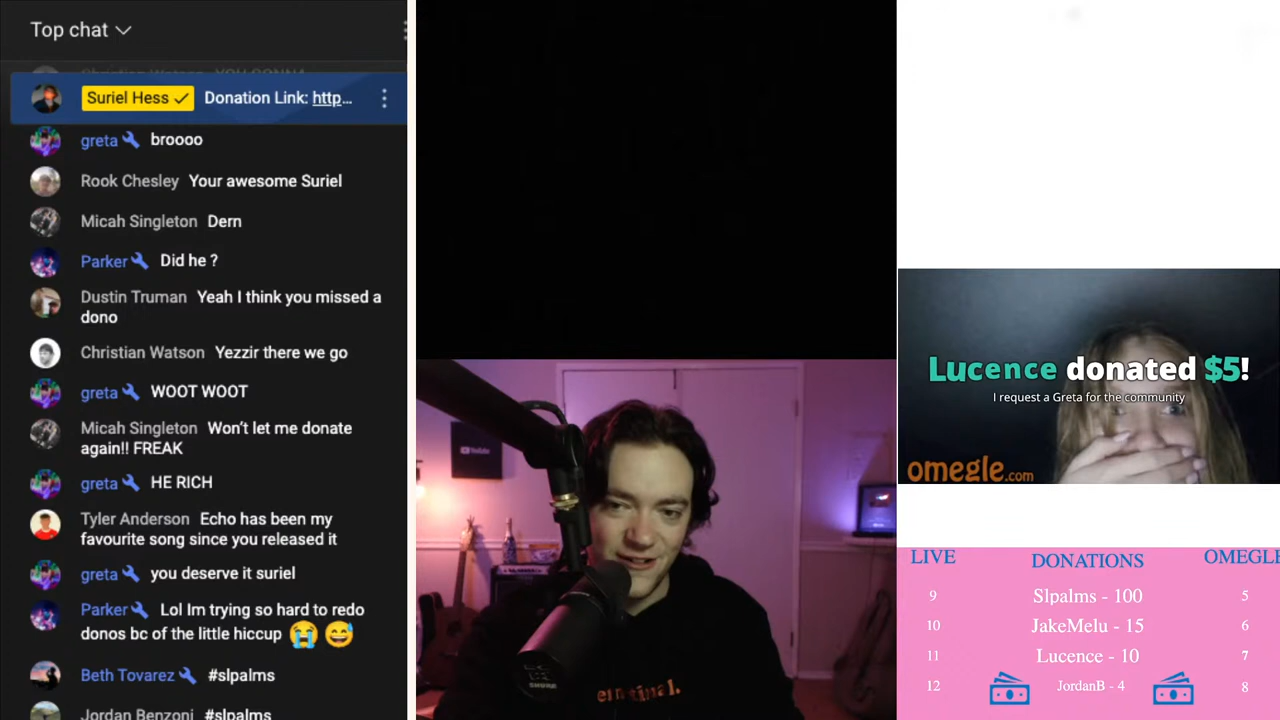 Top chat
Suriel Hess Donation Link: http...
greta broooo
Rook Chesley Your awesome Suriel
Micah Singleton Dern
Parker Did he ?
Dustin Truman Yeah I think you missed a
dono
Christian Watson Yezzir there we go
greta WOOT WOOT
Micah Singleton Won't let me donate
again!! FREAK
greta HE RICH
Tyler Anderson Echo has been my
favourite song since you released it
greta you deserve it suriel
Parker Lol Im trying so hard to redo
donos bc of the little hiccup 😭 😅
Beth Tovarez #slpalms
Jordan Benzoni #slpalms
YouTube
SHURE
Lucence donated $5!
I request a Greta for the community
omegle.com
LIVE DONATIONS OMEGLE
9 Slpalms - 100 5
10 JakeMelu - 15 6
11 Lucence - 10 7
12 JordanB - 4 8